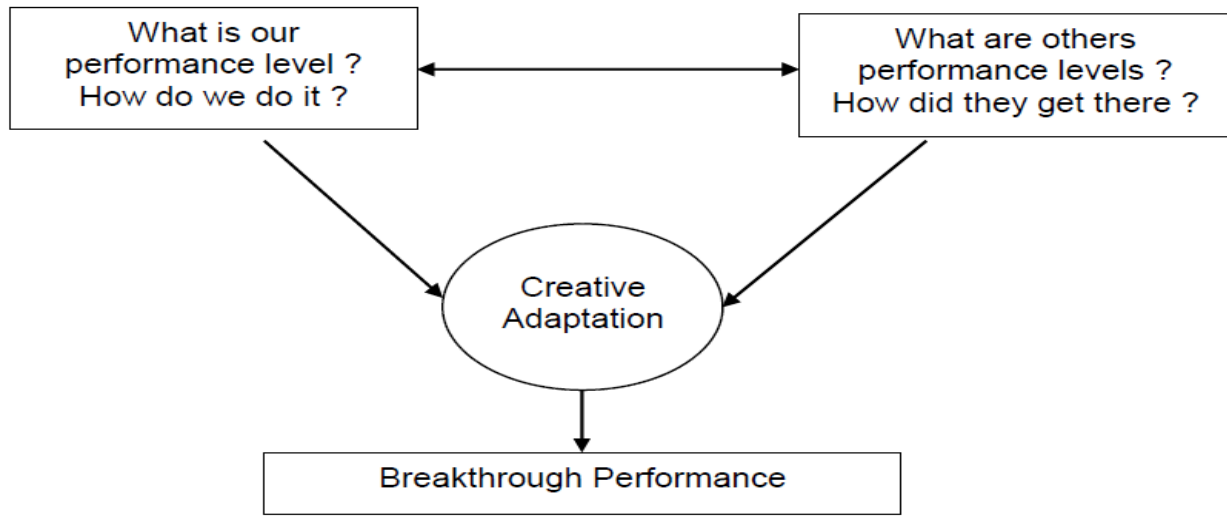 What is our
performance level ?
How do we do it ?
What are others
performance levels ?
How did they get there ?
Creative
Adaptation
Breakthrough Performance